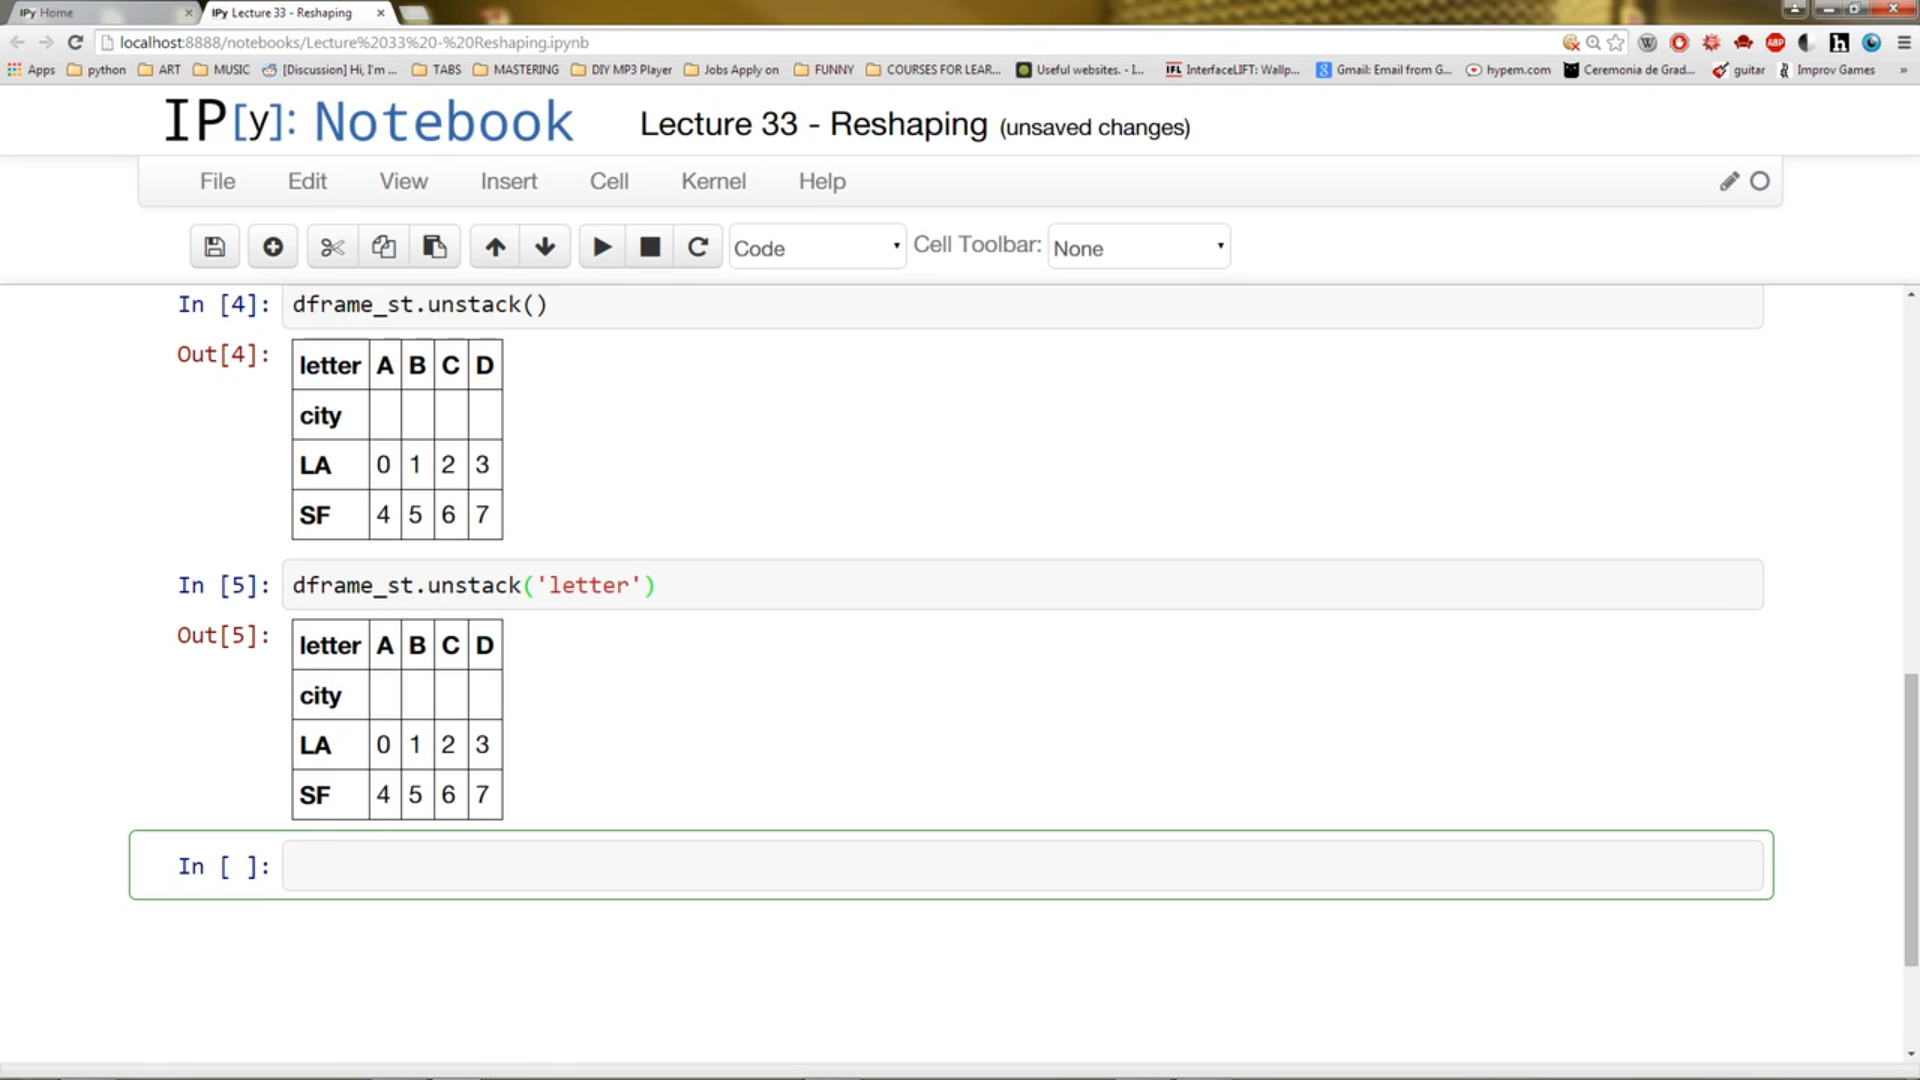 IPy Home
IPy Lecture 33 - Reshaping
localhost:8888/notebooks/Lecture%2033%20-%20Reshaping.ipynb
Apps python ART MUSIC [Discussion] Hi, I'm ... TABS MASTERING DIY MP3 Player Jobs Apply on FUNNY COURSES FOR LEAR... Useful websites. - I... IFL InterfaceLIFT: Wallp... Gmail: Email from G... hypem.com Ceremonia de Grad... guitar Improv Games »
IP[y]: Notebook Lecture 33 - Reshaping (unsaved changes)
File Edit View Insert Cell Kernel Help
Code Cell Toolbar: None
In [4]: dframe_st.unstack()
Out[4]:
letter A B C D
city
LA 0 1 2 3
SF 4 5 6 7
In [5]: dframe_st.unstack('letter')
Out[5]:
letter A B C D
city
LA 0 1 2 3
SF 4 5 6 7
In [ ]: